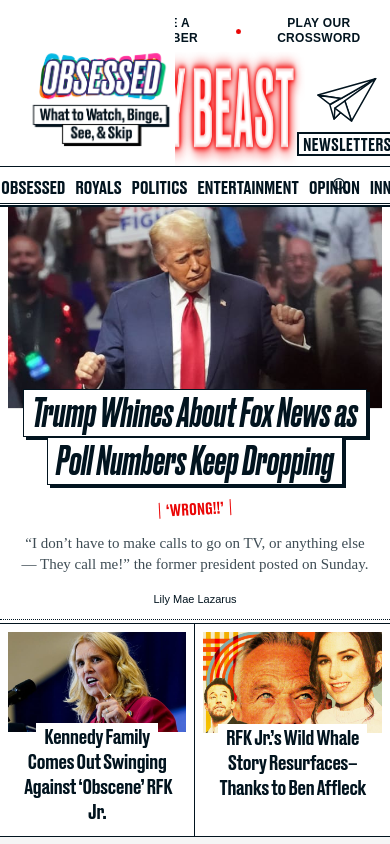 E A
BER
PLAY OUR
CROSSWORD
OBSESSED
What to Watch, Binge,
See, & Skip
Y BEAST
NEWSLETTERS
OBSESSED ROYALS POLITICS ENTERTAINMENT OPINION INN
FIGH
Trump Whines About Fox News as
Poll Numbers Keep Dropping
‘WRONG!!’
“I don’t have to make calls to go on TV, or anything else
— They call me!” the former president posted on Sunday.
Lily Mae Lazarus
Kennedy Family
Comes Out Swinging
Against ‘Obscene’ RFK
Jr.
RFK Jr.’s Wild Whale
Story Resurfaces—
Thanks to Ben Affleck